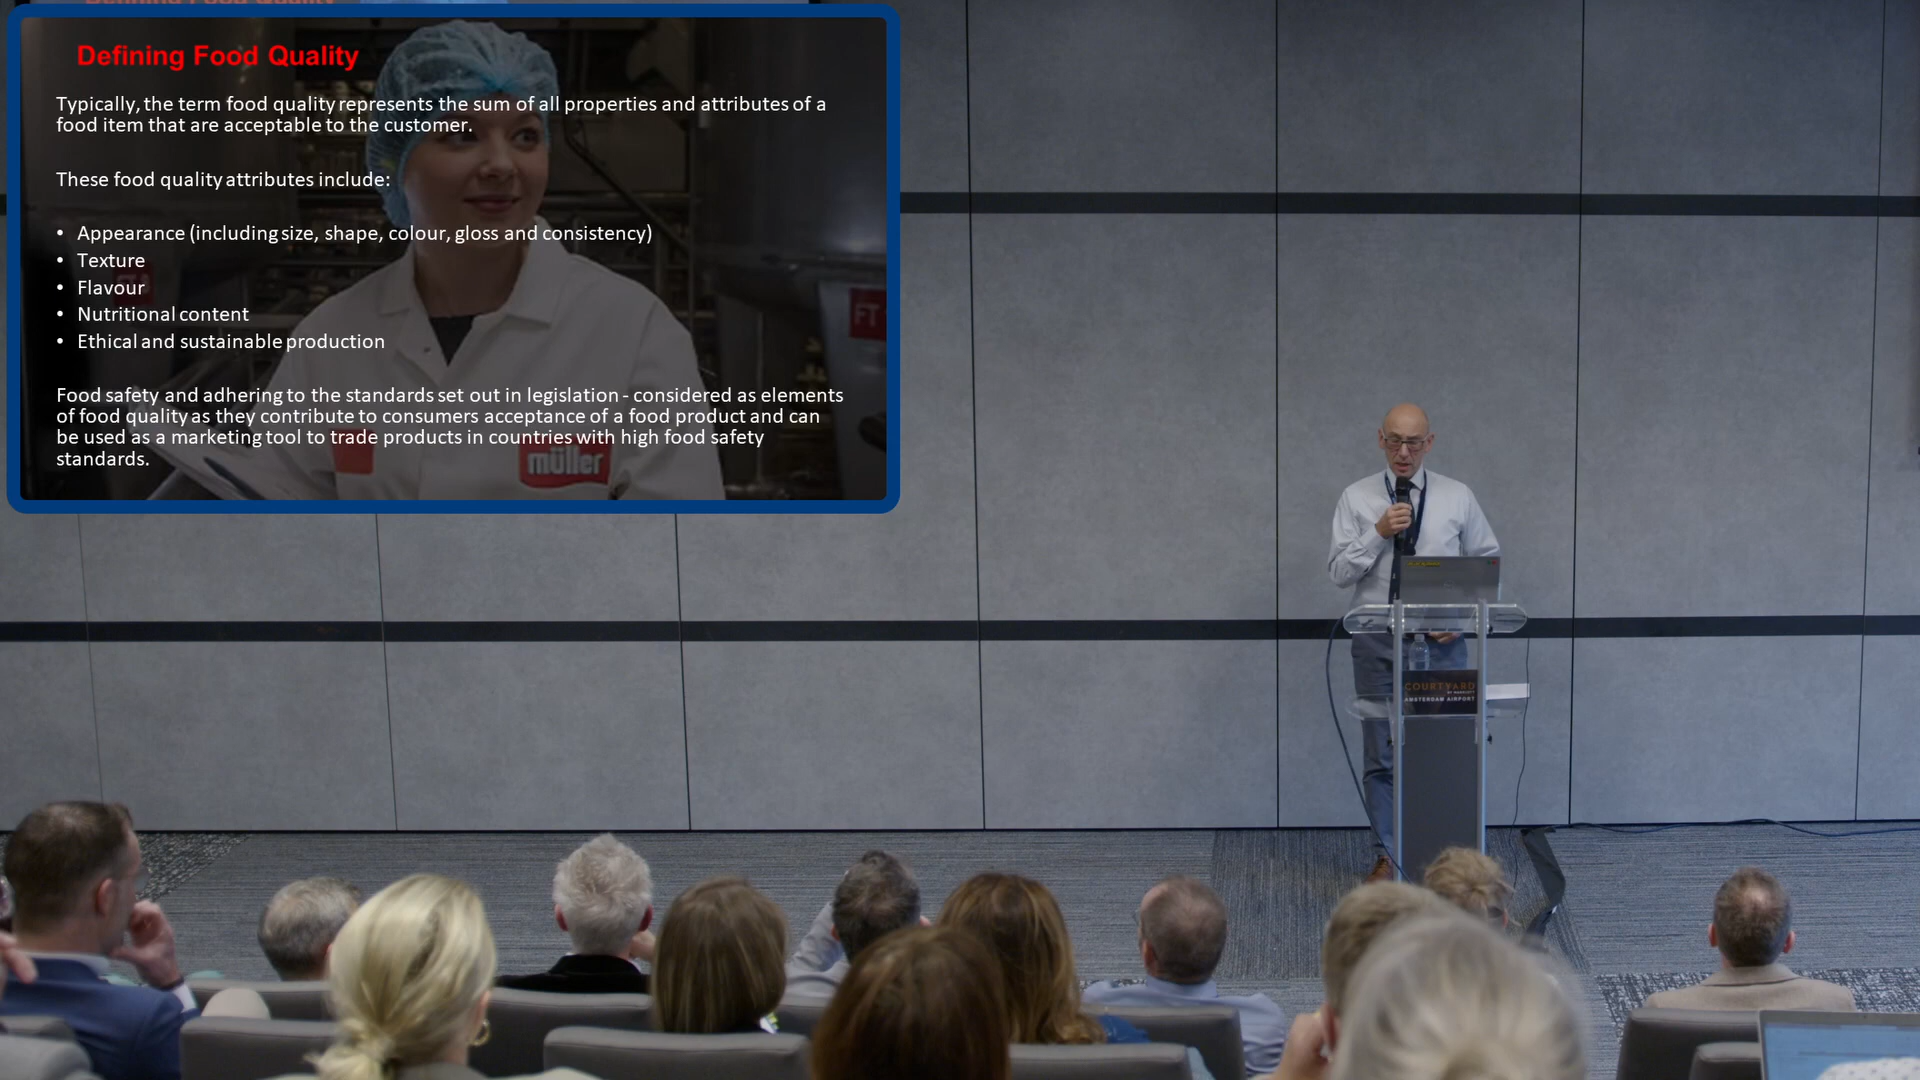 Defining Food Quality
Typically, the term food quality represents the sum of all properties and attributes of a
food item that are acceptable to the customer.
These food quality attributes include:
• Appearance (including size, shape, colour, gloss and consistency)
• Texture
• Flavour
• Nutritional content
• Ethical and sustainable production
Food safety and adhering to the standards set out in legislation - considered as elements
of food quality as they contribute to consumers acceptance of a food product and can
be used as a marketing tool to trade products in countries with high food safety
standards.
müller
FT
COURTYARD
AMSTERDAM AIRPORT